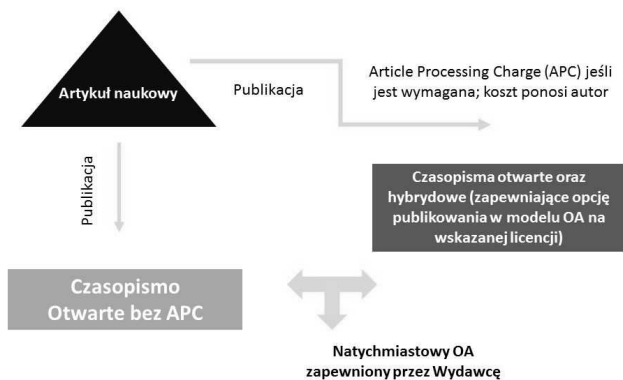 Artykuł naukowy
Publikacja
Article Processing Charge (APC) jeśli
jest wymagana; koszt ponosi autor
Publikacja
Czasopisma otwarte oraz
hybrydowe (zapewniające opcję
publikowania w modelu OA na
wskazanej licencji)
Czasopismo
Otwarte bez APC
Natychmiastowy OA
zapewniony przez Wydawcę